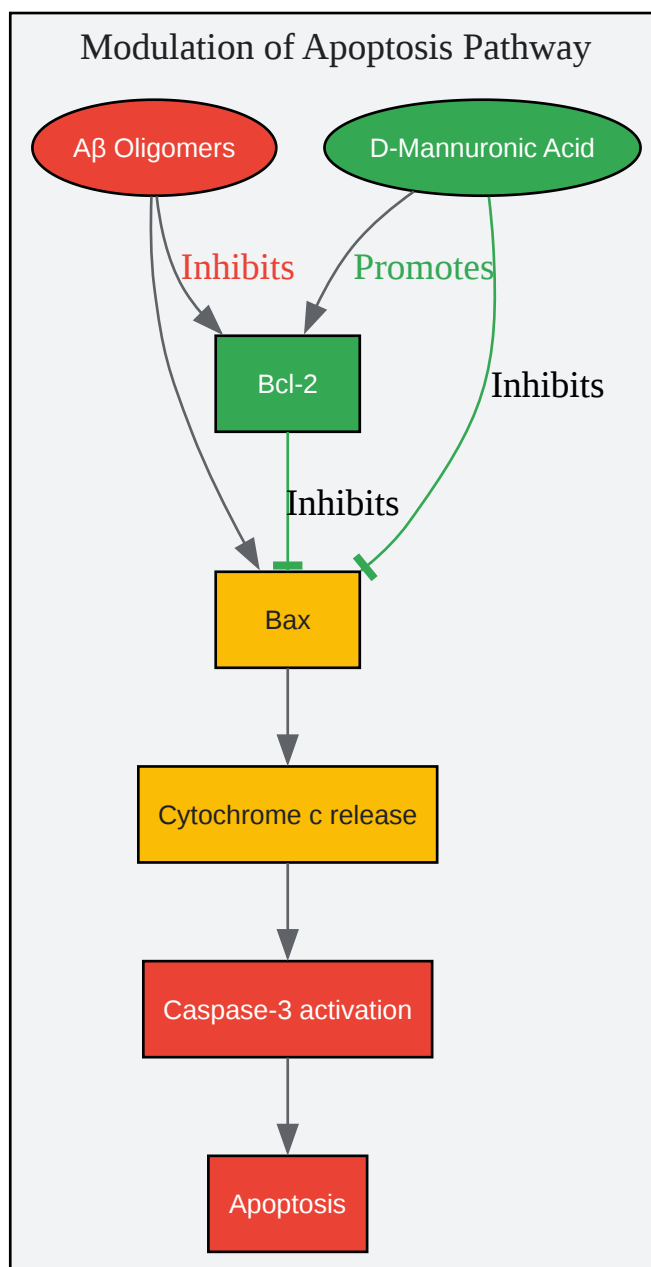 Modulation of Apoptosis Pathway
Aβ Oligomers
D-Mannuronic Acid
Inhibits
Promotes
Bcl-2
Inhibits
Inhibits
Bax
Cytochrome c release
Caspase-3 activation
Apoptosis